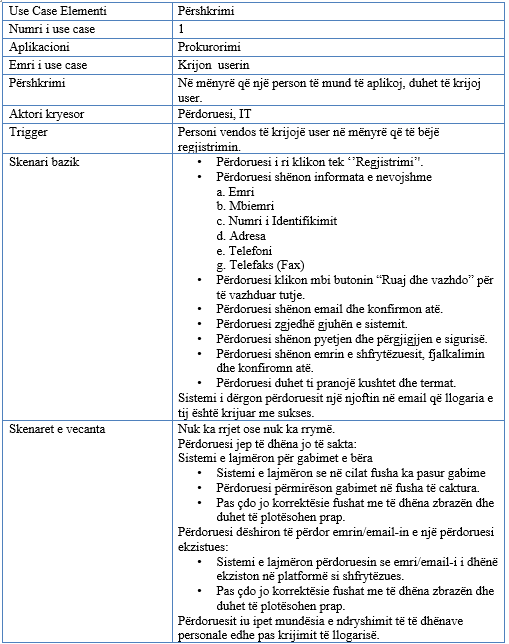 Use Case Elementi Përshkrimi
Numri i use case 1
Aplikacioni Prokurorimi
Emri i use case Krijon userin
Përshkrimi Në mënyrë që një person të mund të aplikoj, duhet të krijoj
user.
Aktori kryesor Përdoruesi, IT
Trigger Personi vendos të krijojë user në mënyrë që të bëjë
regjistrimin.
Skenari bazik • Përdoruesi i ri klikon tek ‘’Regjistrimi”.
• Përdoruesi shënon informata e nevojshme
a. Emri
b. Mbiemri
c. Numri i Identifikimit
d. Adresa
e. Telefoni
g. Telefaks (Fax)
• Përdoruesi klikon mbi butonin “Ruaj dhe vazhdo” për
të vazhduar tutje.
• Përdoruesi shënon email dhe konfirmon atë.
• Përdoruesi zgjedhë gjuhën e sistemit.
• Përdoruesi shënon pyetjen dhe përgjigjjen e sigurisë.
• Përdoruesi shënon emrin e shfrytëzuesit, fjalkalimin
dhe konfiromn atë.
• Përdoruesi duhet ti pranojë kushtet dhe termat.
Sistemi i dërgon përdoruesit një njoftin në email që llogaria e
tij është krijuar me sukses.
Skenaret e vecanta Nuk ka rrjet ose nuk ka rrymë.
Përdoruesi jep të dhëna jo të sakta:
Sistemi e lajmëron për gabimet e bëra
• Sistemi e lajmëron se në cilat fusha ka pasur gabime
• Përdoruesi përmirëson gabimet në fusha të caktura.
• Pas çdo jo korrektësie fushat me të dhëna zbrazën dhe
duhet të plotësohen prap.
Përdoruesi dëshiron të përdor emrin/email-in e një përdoruesi
ekzistues:
• Sistemi e lajmëron përdoruesin se emri/email-i i dhënë
ekziston në platformë si shfrytëzues.
• Pas çdo jo korrektësie fushat me të dhëna zbrazën dhe
duhet të plotësohen prap.
Përdoruesit iu ipet mundësia e ndryshimit të të dhënave
personale edhe pas krijimit të llogarisë.